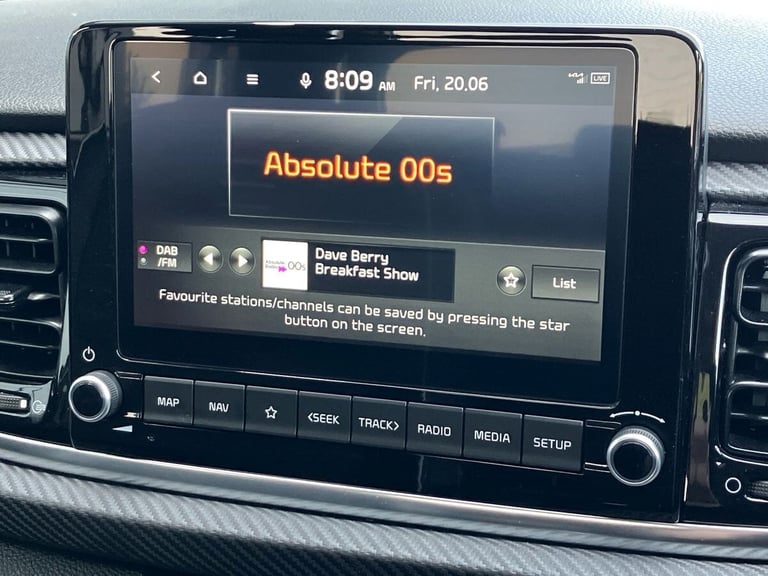 8:09 AM Fri, 20.06
LIVE
Absolute 00s
DAB
/FM
Absolute
Radio 00s
Dave Berry
Breakfast Show
List
Favourite stations/channels can be saved by pressing the star
button on the screen.
MAP
NAV
<SEEK
TRACK>
RADIO
MEDIA
SETUP